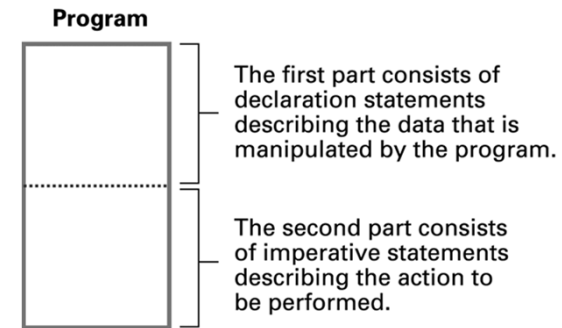 Program
The first part consists of
declaration statements
describing the data that is
manipulated by the program.
The second part consists
of imperative statements
describing the action to
be performed.